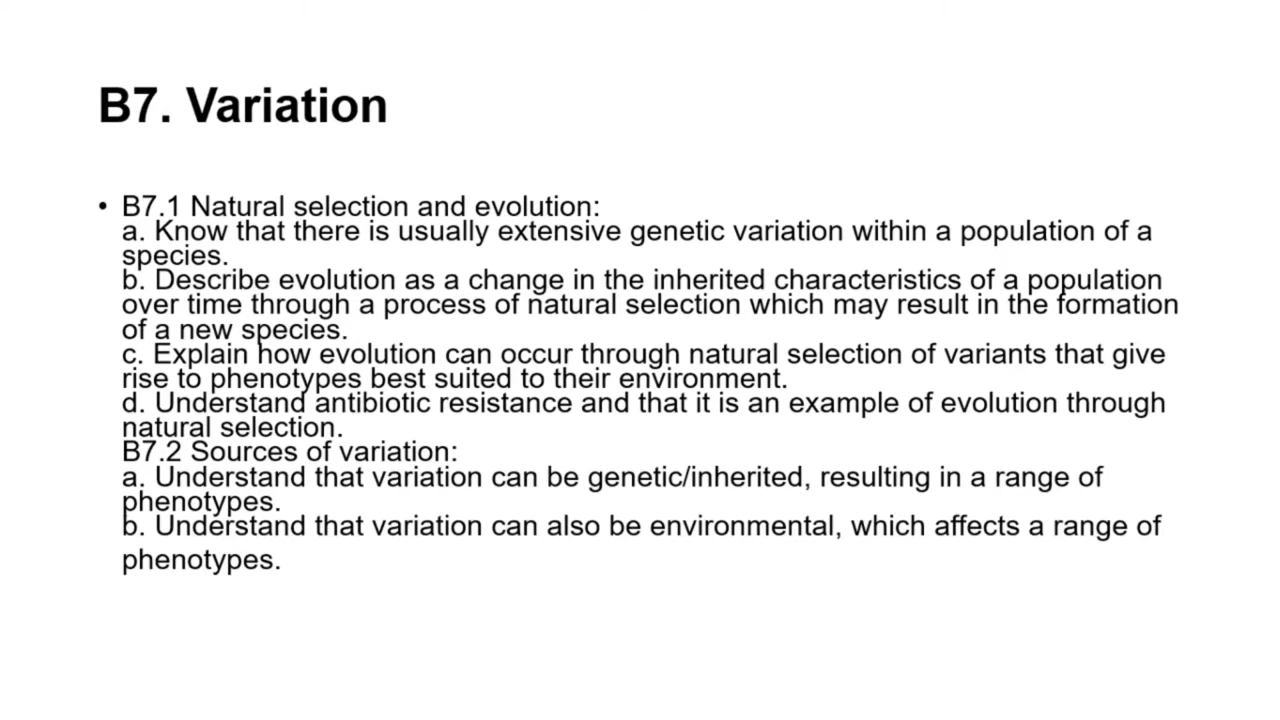 B7. Variation
• B7.1 Natural selection and evolution:
a. Know that there is usually extensive genetic variation within a population of a
species.
b. Describe evolution as a change in the inherited characteristics of a population
over time through a process of natural selection which may result in the formation
of a new species.
c. Explain how evolution can occur through natural selection of variants that give
rise to phenotypes best suited to their environment.
d. Understand antibiotic resistance and that it is an example of evolution through
natural selection.
B7.2 Sources of variation:
a. Understand that variation can be genetic/inherited, resulting in a range of
phenotypes.
b. Understand that variation can also be environmental, which affects a range of
phenotypes.